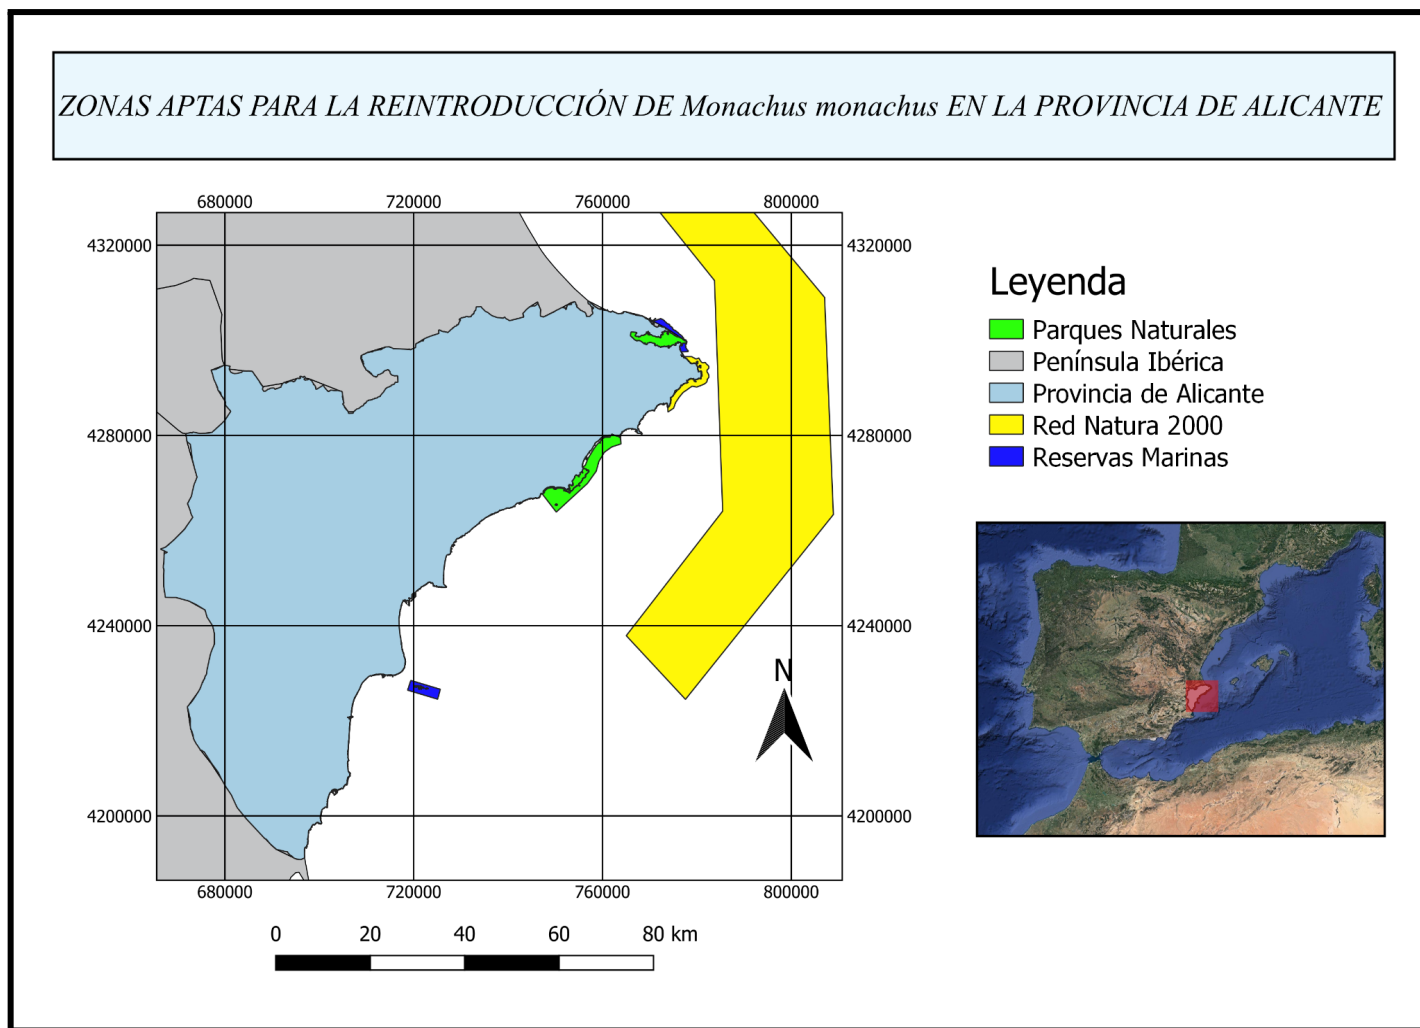 ZONAS APTAS PARA LA REINTRODUCCIÓN DE Monachus monachus EN LA PROVINCIA DE ALICANTE
680000 720000 760000 800000
4320000 4320000
4280000 4280000
4240000 4240000
4200000 4200000
680000 720000 760000 800000
N
0 20 40 60 80 km
Leyenda
Parques Naturales
Península Ibérica
Provincia de Alicante
Red Natura 2000
Reservas Marinas